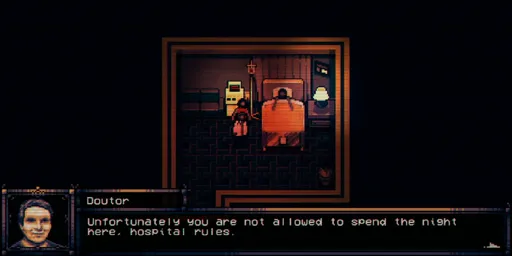 Doutor
Unfortunately you are not allowed to spend the night
here, hospital rules.